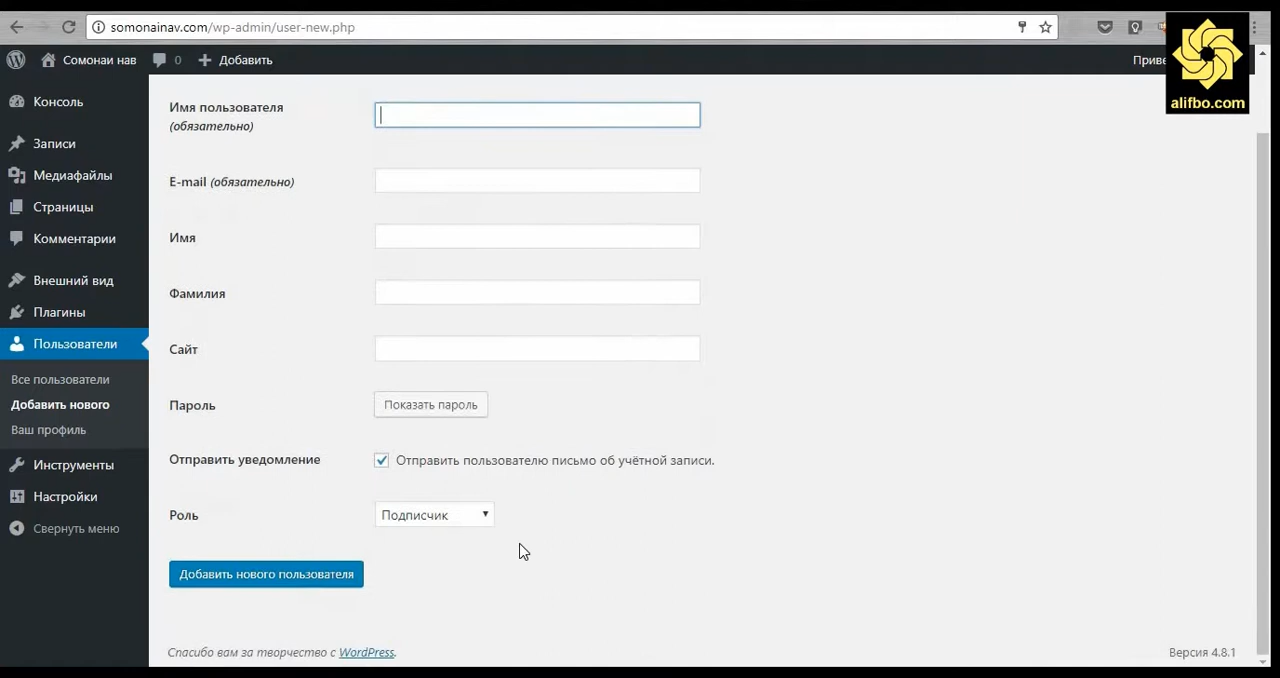 somonainav.com/wp-admin/user-new.php
Сомонаи нав
0
Добавить
Приве
alifbo.com
Консоль
Записи
Медиафайлы
Страницы
Комментарии
Внешний вид
Плагины
Пользователи
Все пользователи
Добавить нового
Ваш профиль
Инструменты
Настройки
Свернуть меню
Имя пользователя
(обязательно)
E-mail (обязательно)
Имя
Фамилия
Сайт
Пароль
Показать пароль
Отправить уведомление
Отправить пользователю письмо об учётной записи.
Роль
Подписчик
Добавить нового пользователя
Спасибо вам за творчество с WordPress.
Версия 4.8.1